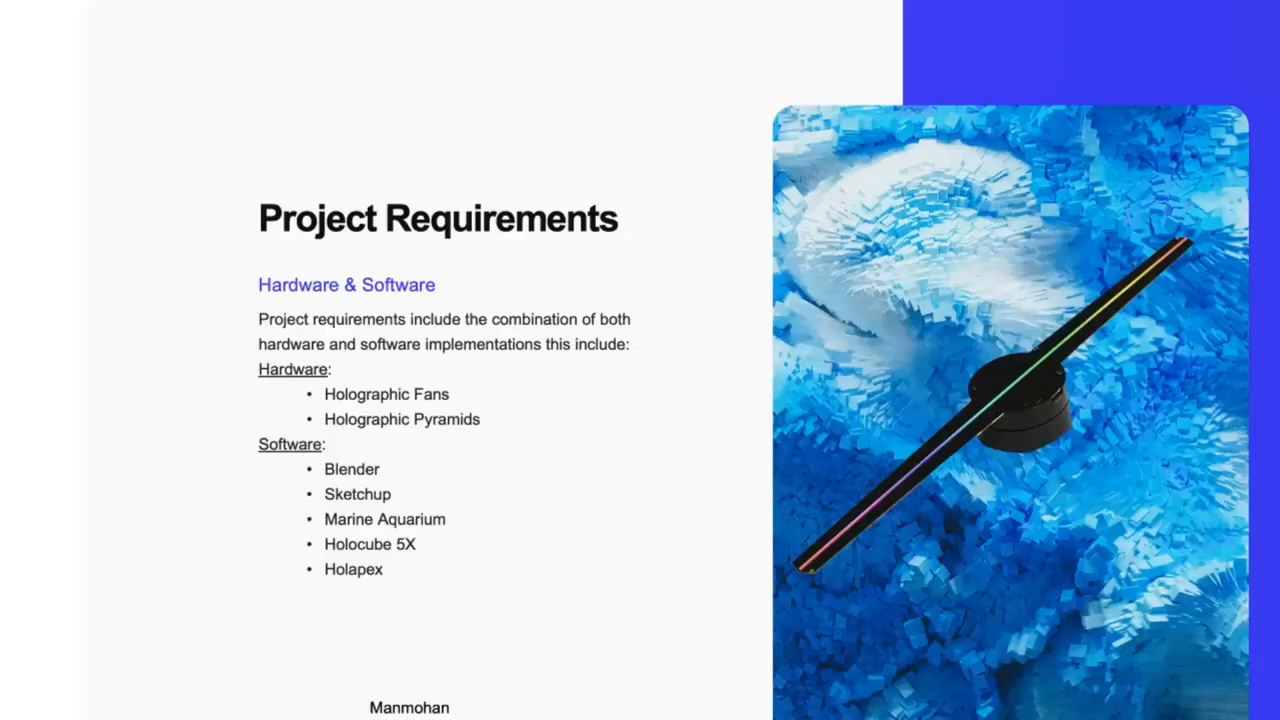 Project Requirements
Hardware & Software
Project requirements include the combination of both
hardware and software implementations this include:
Hardware:
• Holographic Fans
• Holographic Pyramids
Software:
• Blender
• Sketchup
• Marine Aquarium
• Holocube 5X
• Holapex
Manmohan